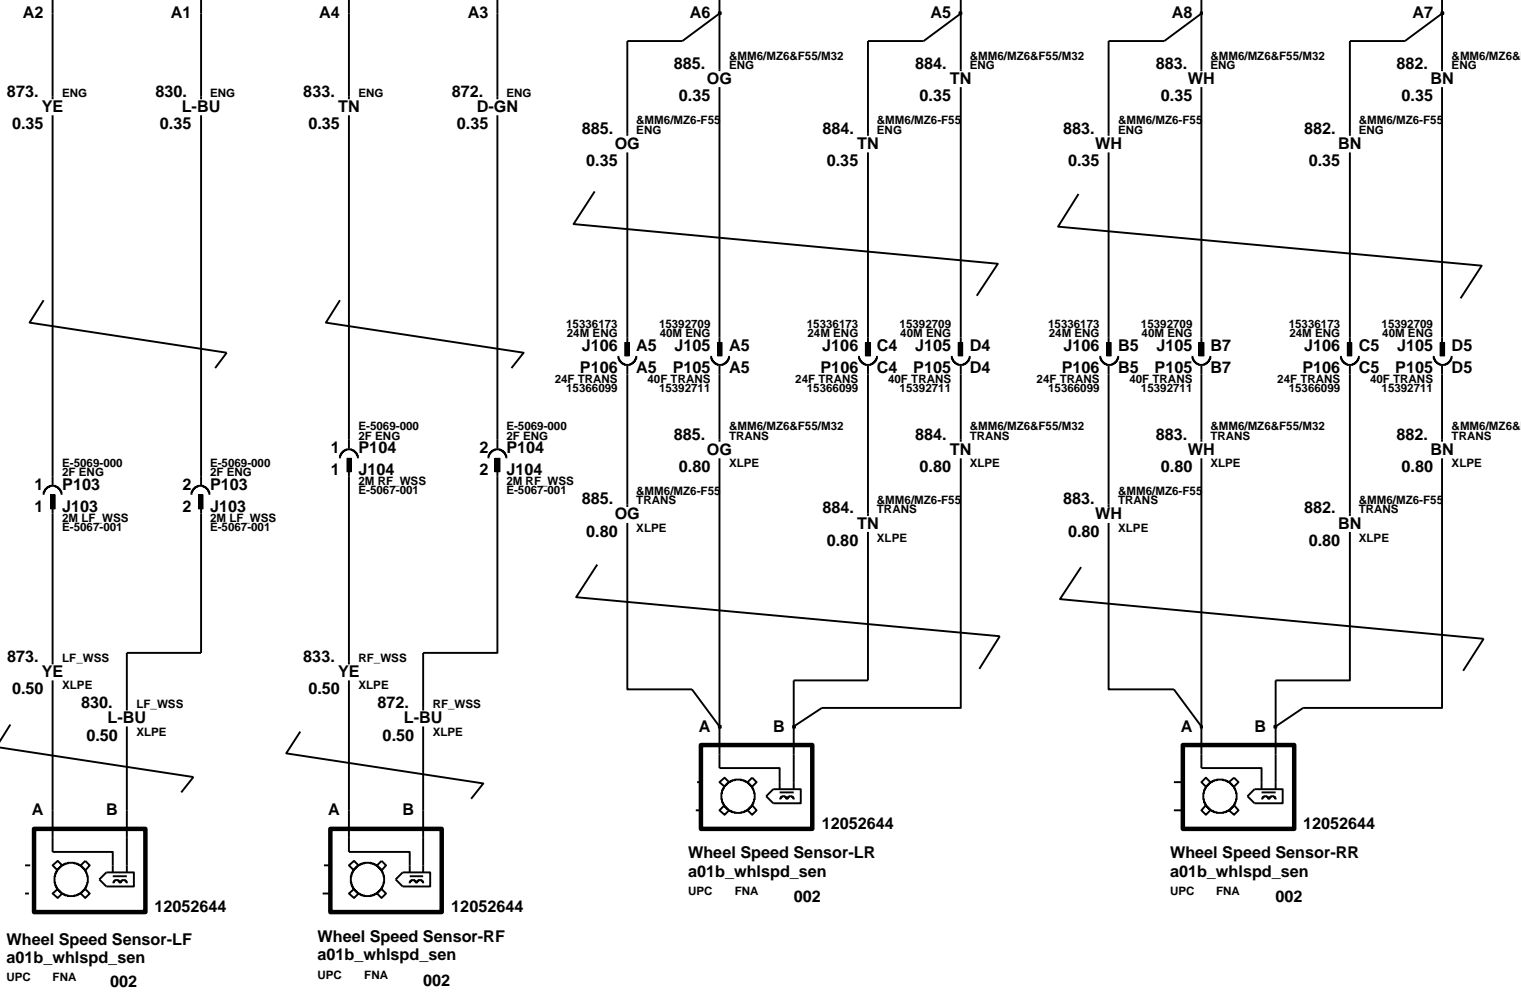 A2
A1
A4
A3
A6
A5
A8
A7
873.
ENG
YE
0.35
830.
ENG
L-BU
0.35
833.
ENG
TN
0.35
872.
ENG
D-GN
0.35
885.
&MM6/MZ6&F55/M32
ENG
OG
0.35
884.
&MM6/MZ6&F55/M32
ENG
TN
0.35
883.
&MM6/MZ6&F55/M32
ENG
WH
0.35
882.
&MM6/MZ6&
ENG
BN
0.35
885.
&MM6/MZ6-F55
ENG
OG
0.35
884.
&MM6/MZ6-F55
ENG
TN
0.35
883.
&MM6/MZ6-F55
ENG
WH
0.35
882.
&MM6/MZ6-F55
ENG
BN
0.35
15336173
24M ENG
J106 A5
P106 A5
24F TRANS
15366099
15392709
40M ENG
J105 A5
P105 A5
40F TRANS
15392711
15336173
24M ENG
J106 C4
P106 C4
24F TRANS
15366099
15392709
40M ENG
J105 D4
P105 D4
40F TRANS
15392711
15336173
24M ENG
J106 B5
P106 B5
24F TRANS
15366099
15392709
40M ENG
J105 B7
P105 B7
40F TRANS
15392711
15336173
24M ENG
J106 C5
P106 C5
24F TRANS
15366099
15392709
40M ENG
J105 D5
P105 D5
40F TRANS
15392711
E-5069-000
2F ENG
1 P103
1 J103
2M LF_WSS
E-5067-001
E-5069-000
2F ENG
2 P103
2 J103
2M LF_WSS
E-5067-001
E-5069-000
2F ENG
1 P104
1 J104
2M RF_WSS
E-5067-001
E-5069-000
2F ENG
2 P104
2 J104
2M RF_WSS
E-5067-001
885.
&MM6/MZ6&F55/M32
TRANS
OG
0.80
XLPE
884.
&MM6/MZ6&F55/M32
TRANS
TN
0.80
XLPE
883.
&MM6/MZ6&F55/M32
TRANS
WH
0.80
XLPE
882.
&MM6/MZ6&
TRANS
BN
0.80
XLPE
885.
&MM6/MZ6-F55
TRANS
OG
0.80
XLPE
884.
&MM6/MZ6-F55
TRANS
TN
0.80
XLPE
883.
&MM6/MZ6-F55
TRANS
WH
0.80
XLPE
882.
&MM6/MZ6-F55
TRANS
BN
0.80
XLPE
873.
LF_WSS
YE
0.50
XLPE
830.
LF_WSS
L-BU
0.50
XLPE
833.
RF_WSS
YE
0.50
XLPE
872.
RF_WSS
L-BU
0.50
XLPE
A B
12052644
Wheel Speed Sensor-LF
a01b_whlspd_sen
UPC FNA 002
A B
12052644
Wheel Speed Sensor-RF
a01b_whlspd_sen
UPC FNA 002
A B
12052644
Wheel Speed Sensor-LR
a01b_whlspd_sen
UPC FNA 002
A B
12052644
Wheel Speed Sensor-RR
a01b_whlspd_sen
UPC FNA 002